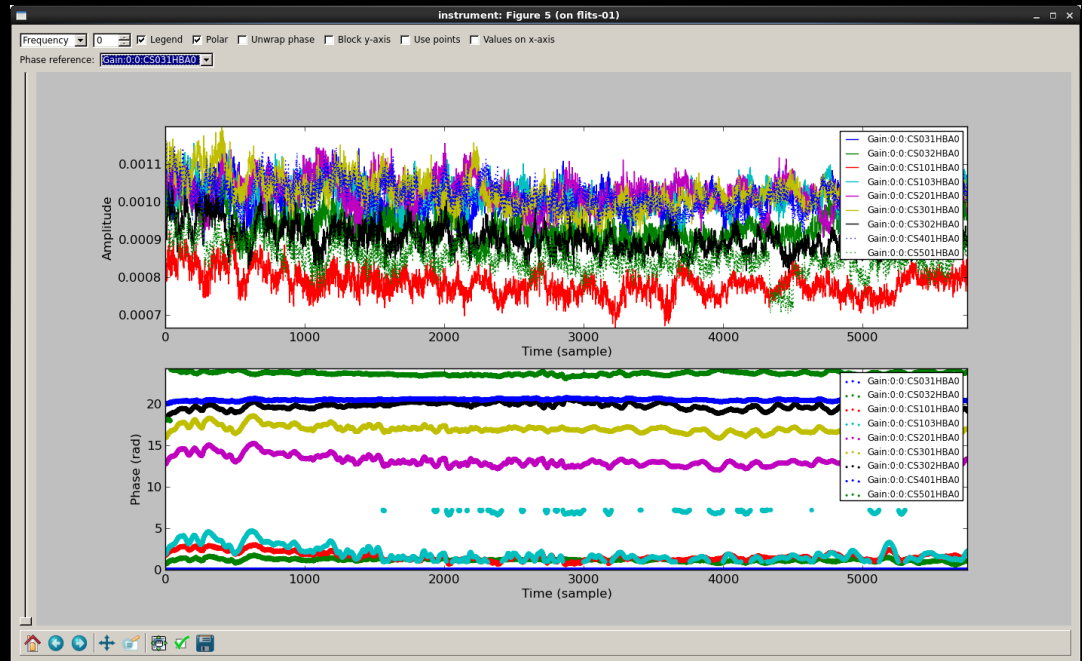 instrument: Figure 5 (on flits-01)
Frequency 0 Legend Polar Unwrap phase Block y-axis Use points Values on x-axis
Phase reference: Gain:0:0:CS031HBA0
Amplitude
0.0011
0.0010
0.0009
0.0008
0.0007
Gain:0:0:CS031HBA0
Gain:0:0:CS032HBA0
Gain:0:0:CS101HBA0
Gain:0:0:CS103HBA0
Gain:0:0:CS201HBA0
Gain:0:0:CS301HBA0
Gain:0:0:CS302HBA0
Gain:0:0:CS401HBA0
Gain:0:0:CS501HBA0
0 1000 2000 3000 4000 5000
Time (sample)
Phase (rad)
20
15
10
5
0
Gain:0:0:CS031HBA0
Gain:0:0:CS032HBA0
Gain:0:0:CS101HBA0
Gain:0:0:CS103HBA0
Gain:0:0:CS201HBA0
Gain:0:0:CS301HBA0
Gain:0:0:CS302HBA0
Gain:0:0:CS401HBA0
Gain:0:0:CS501HBA0
0 1000 2000 3000 4000 5000
Time (sample)